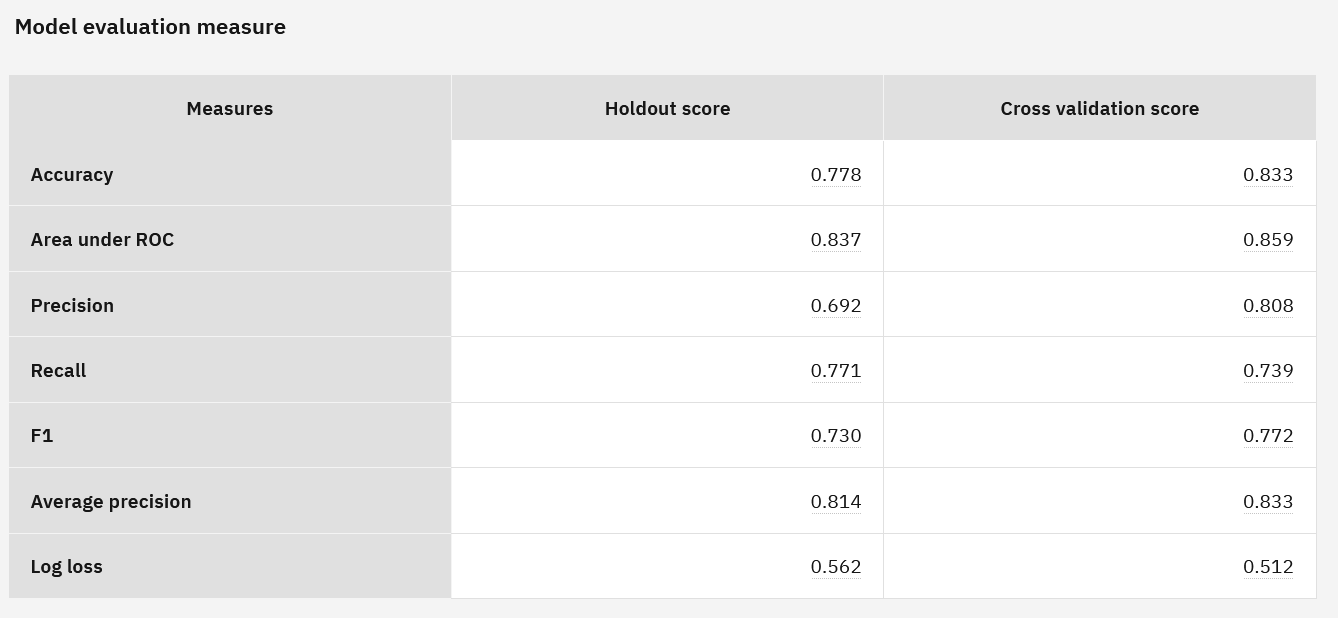 Model evaluation measure
Measures Holdout score Cross validation score
Accuracy 0.778 0.833
Area under ROC 0.837 0.859
Precision 0.692 0.808
Recall 0.771 0.739
F1 0.730 0.772
Average precision 0.814 0.833
Log loss 0.562 0.512